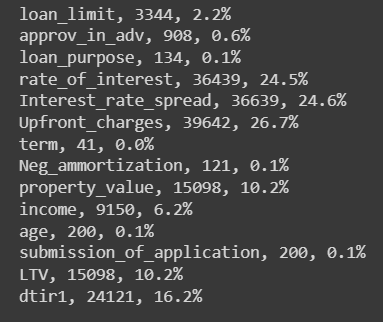 loan_limit, 3344, 2.2%
approv_in_adv, 908, 0.6%
loan_purpose, 134, 0.1%
rate_of_interest, 36439, 24.5%
Interest_rate_spread, 36639, 24.6%
Upfront_charges, 39642, 26.7%
term, 41, 0.0%
Neg_ammortization, 121, 0.1%
property_value, 15098, 10.2%
income, 9150, 6.2%
age, 200, 0.1%
submission_of_application, 200, 0.1%
LTV, 15098, 10.2%
dtir1, 24121, 16.2%